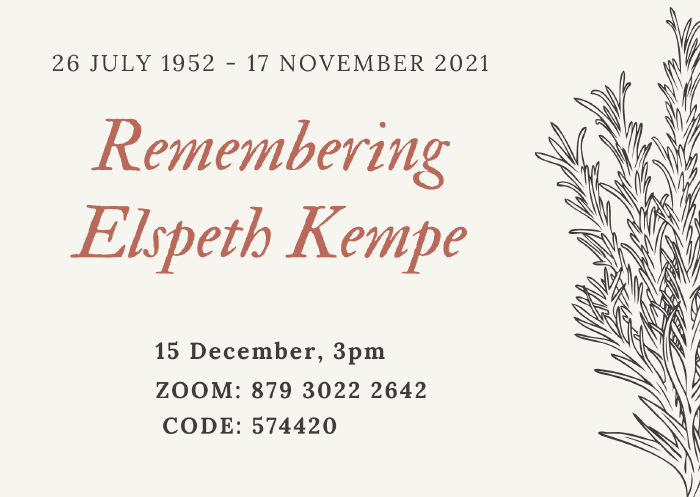 26 JULY 1952 - 17 NOVEMBER 2021
Remembering
Elspeth Kempe
15 December, 3pm
ZOOM: 879 3022 2642
CODE: 574420